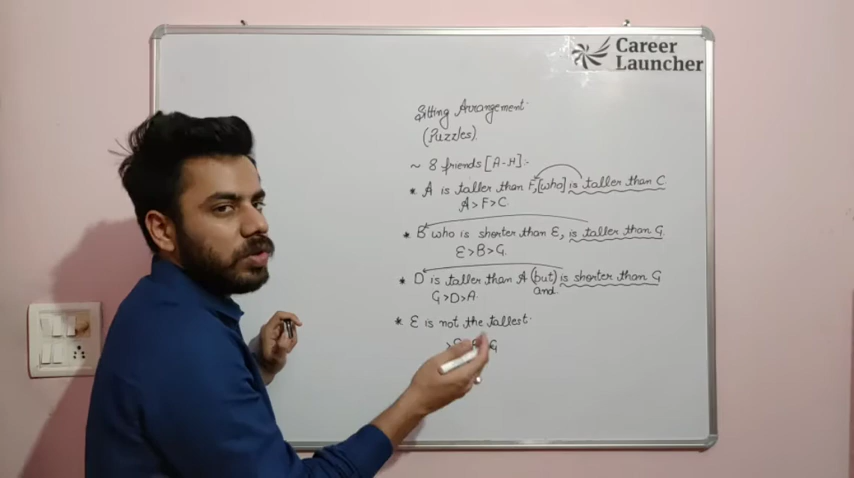 Career
Launcher
Sitting Arrangement
(Puzzles).
~ 8 friends [A-H]:-
* A is taller than F, [who] is taller than C.
A > F > C.
* B who is shorter than E, is taller than G.
E > B > G.
* D is taller than A (but) is shorter than G
and.
G > D > A.
* E is not the tallest.
G